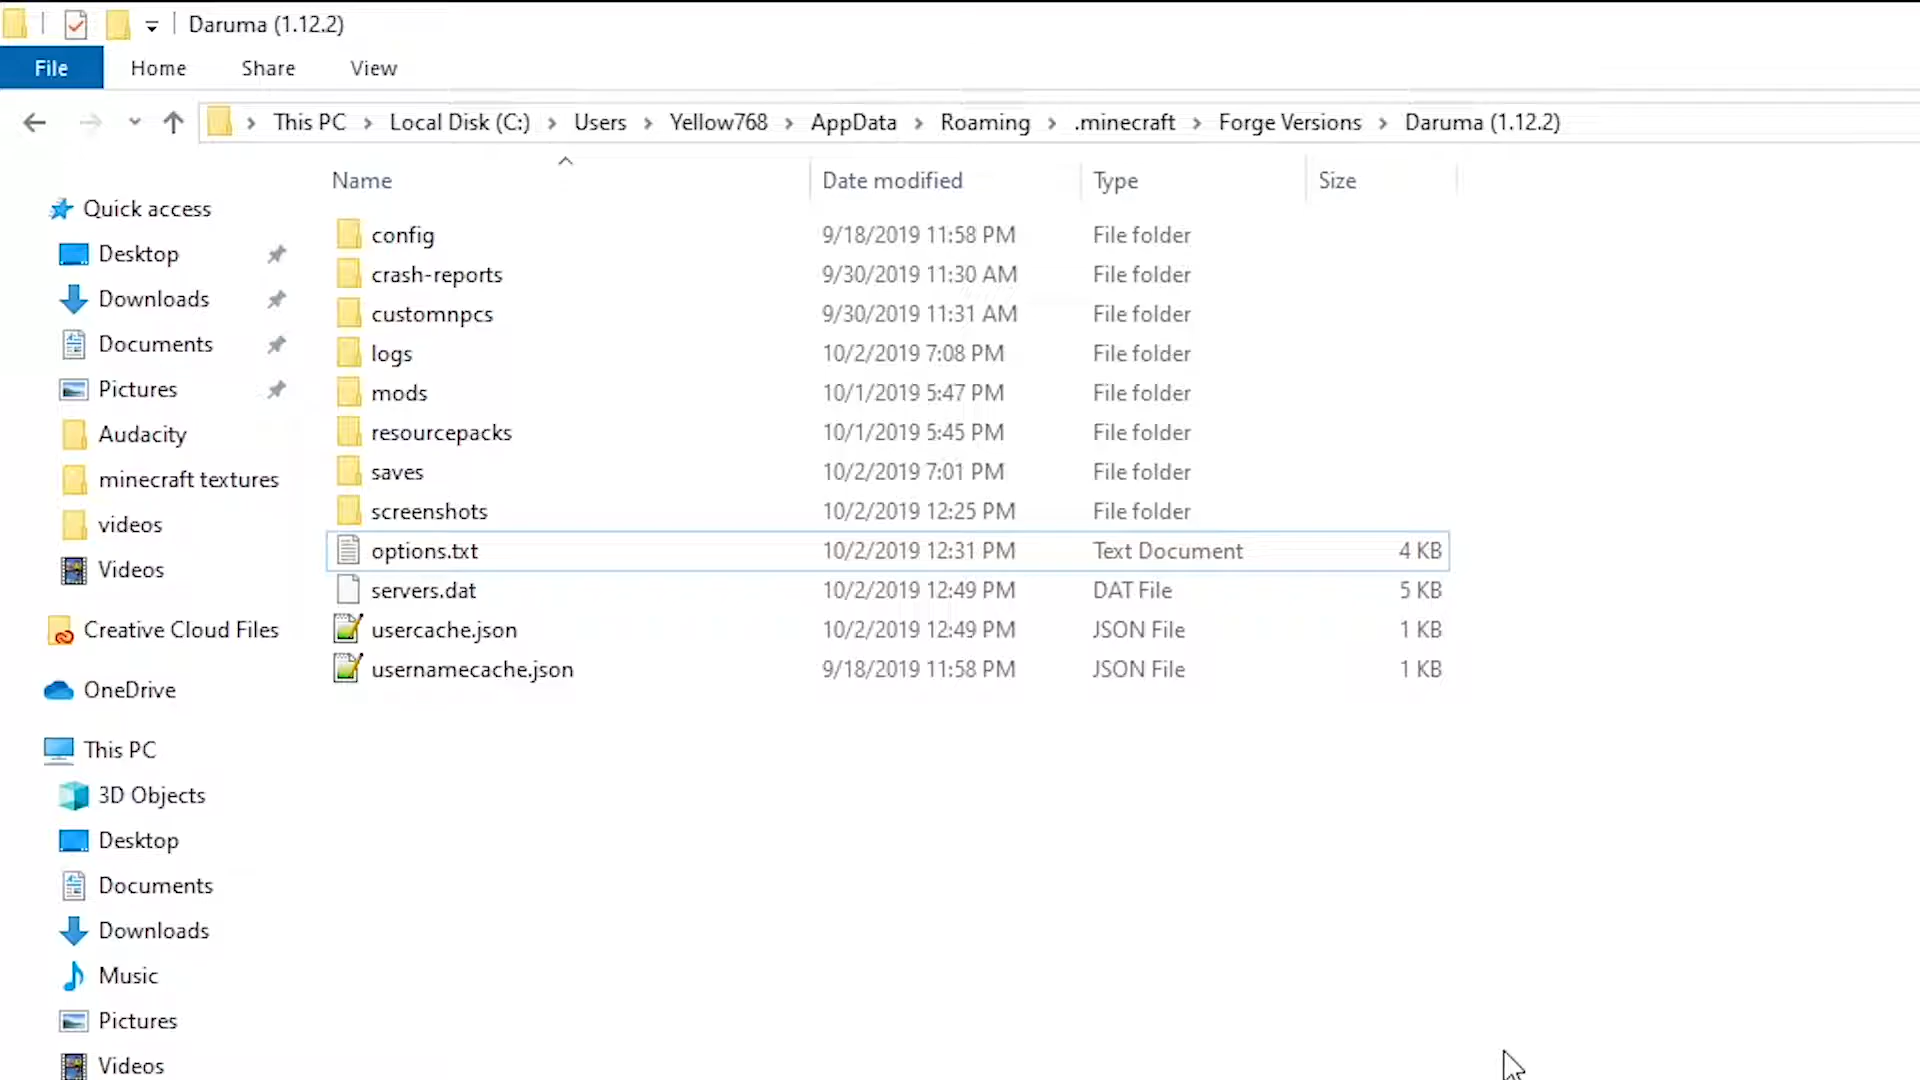 Daruma (1.12.2)
File Home Share View
This PC Local Disk (C:) Users Yellow768 AppData Roaming .minecraft Forge Versions Daruma (1.12.2)
Name Date modified Type Size
Quick access
Desktop
Downloads
Documents
Pictures
Audacity
minecraft textures
videos
Videos
Creative Cloud Files
OneDrive
This PC
3D Objects
Desktop
Documents
Downloads
Music
Pictures
Videos
config 9/18/2019 11:58 PM File folder
crash-reports 9/30/2019 11:30 AM File folder
customnpcs 9/30/2019 11:31 AM File folder
logs 10/2/2019 7:08 PM File folder
mods 10/1/2019 5:47 PM File folder
resourcepacks 10/1/2019 5:45 PM File folder
saves 10/2/2019 7:01 PM File folder
screenshots 10/2/2019 12:25 PM File folder
options.txt 10/2/2019 12:31 PM Text Document 4 KB
servers.dat 10/2/2019 12:49 PM DAT File 5 KB
usercache.json 10/2/2019 12:49 PM JSON File 1 KB
usernamecache.json 9/18/2019 11:58 PM JSON File 1 KB